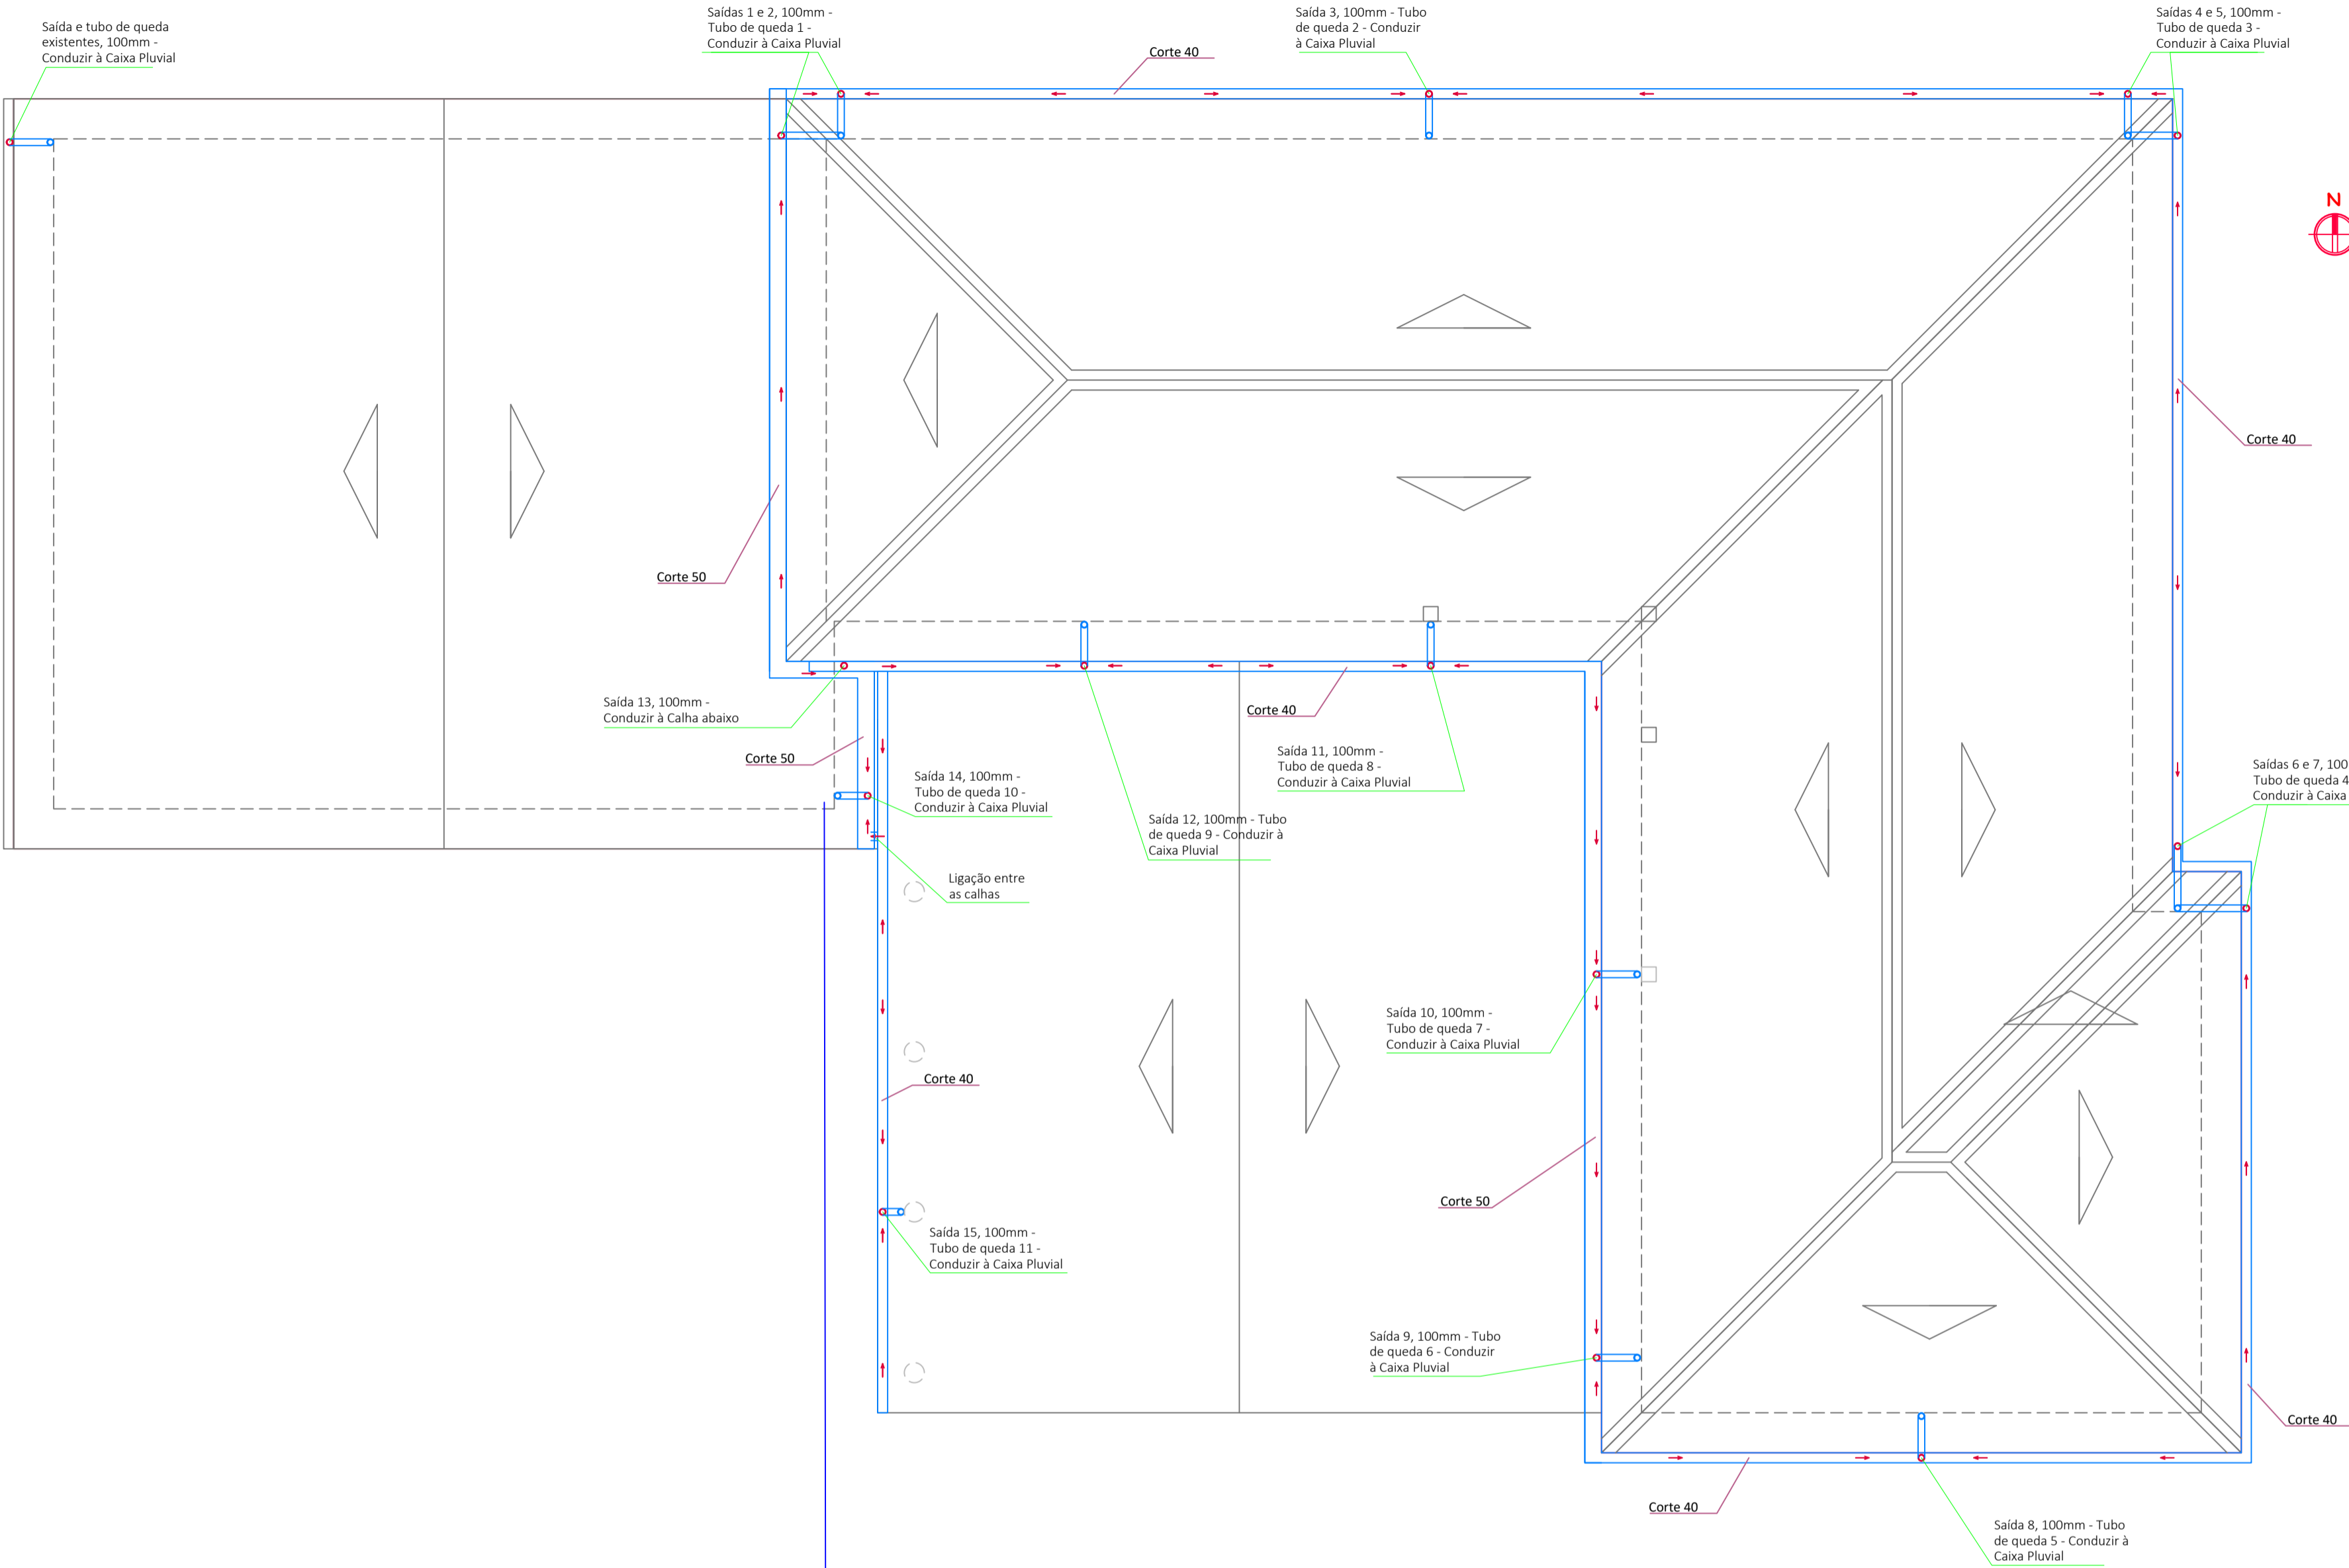 Saída e tubo de queda
existentes, 100mm -
Conduzir à Caixa Pluvial
Saídas 1 e 2, 100mm -
Tubo de queda 1 -
Conduzir à Caixa Pluvial
Corte 40
Saída 3, 100mm - Tubo
de queda 2 - Conduzir
à Caixa Pluvial
Saídas 4 e 5, 100mm -
Tubo de queda 3 -
Conduzir à Caixa Pluvial
N
Corte 40
Corte 50
Saída 13, 100mm -
Conduzir à Calha abaixo
Corte 40
Corte 50
Saída 11, 100mm -
Tubo de queda 8 -
Conduzir à Caixa Pluvial
Saída 14, 100mm -
Tubo de queda 10 -
Conduzir à Caixa Pluvial
Saídas 6 e 7, 100
Tubo de queda 4
Conduzir à Caixa
Saída 12, 100mm - Tubo
de queda 9 - Conduzir à
Caixa Pluvial
Ligação entre
as calhas
Saída 10, 100mm -
Tubo de queda 7 -
Conduzir à Caixa Pluvial
Corte 40
Corte 50
Saída 15, 100mm -
Tubo de queda 11 -
Conduzir à Caixa Pluvial
Saída 9, 100mm - Tubo
de queda 6 - Conduzir
à Caixa Pluvial
Corte 40
Corte 40
Saída 8, 100mm - Tubo
de queda 5 - Conduzir à
Caixa Pluvial